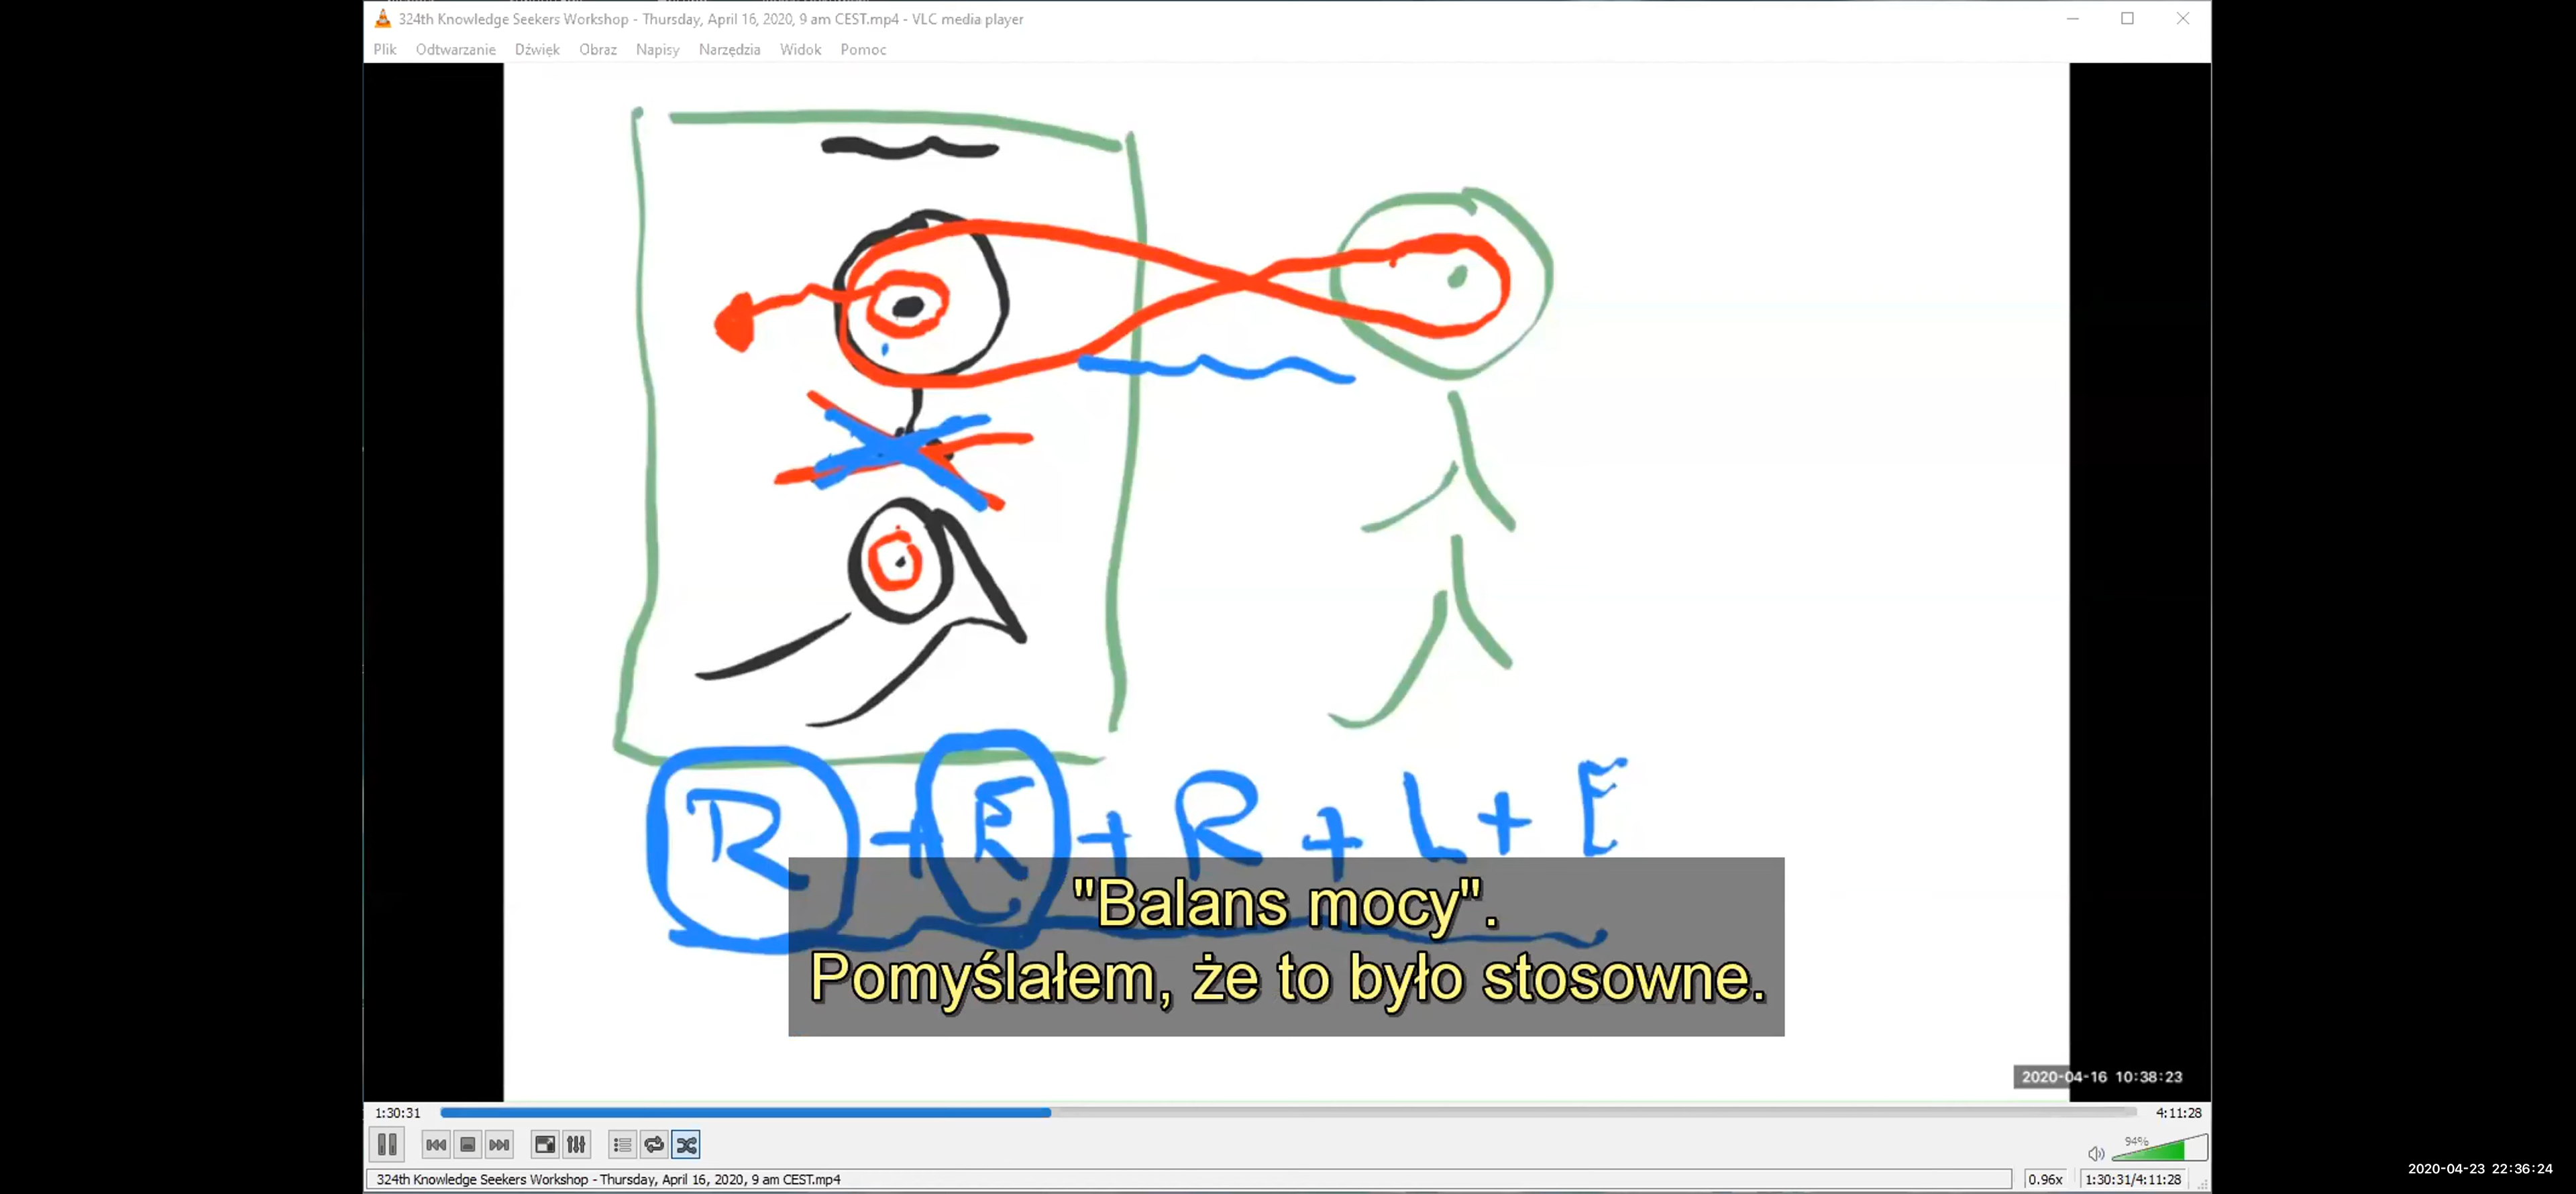 324th Knowledge Seekers Workshop - Thursday, April 16, 2020, 9 am CEST.mp4 - VLC media player
Plik Odtwarzanie Dźwięk Obraz Napisy Narzędzia Widok Pomoc
R + E + R + L + E
"Balans mocy".
Pomyślałem, że to było stosowne.
2020-04-16 10:38:23
1:30:31 4:11:28
94%
324th Knowledge Seekers Workshop - Thursday, April 16, 2020, 9 am CEST.mp4 0.96x 1:30:31/4:11:28
2020-04-23 22:36:24